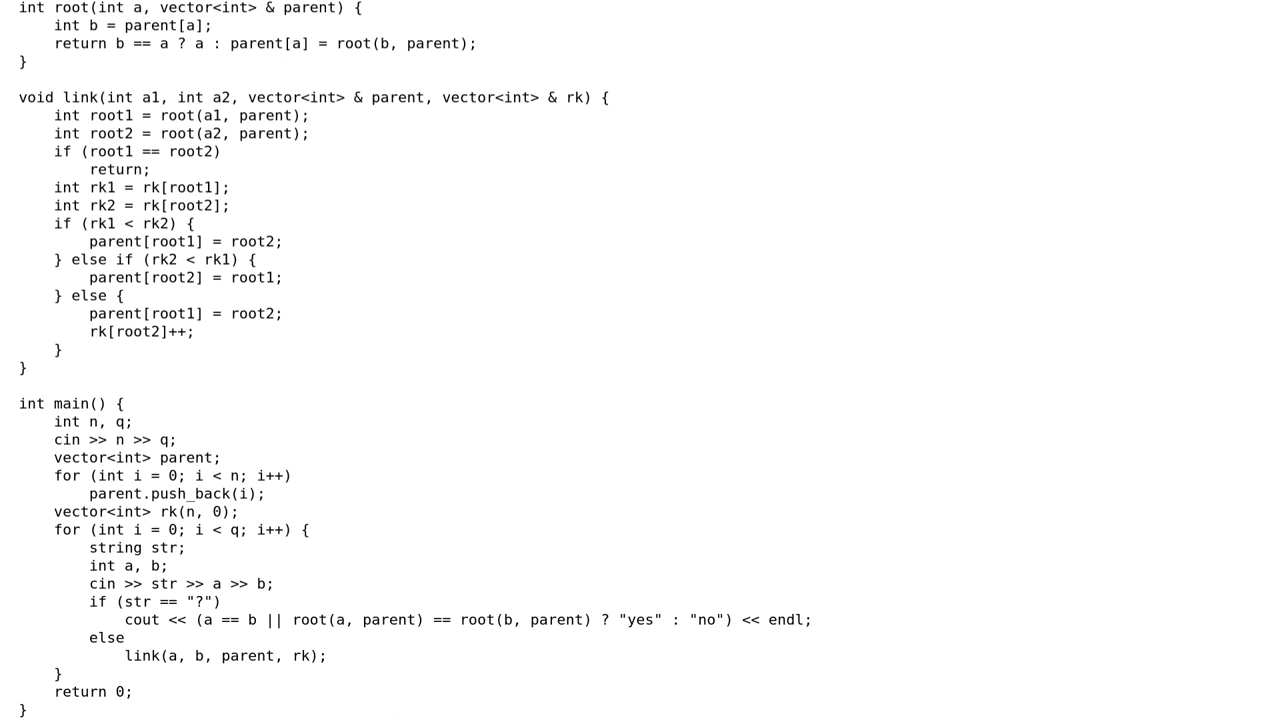 int root(int a, vector<int> & parent) {
    int b = parent[a];
    return b == a ? a : parent[a] = root(b, parent);
}

void link(int a1, int a2, vector<int> & parent, vector<int> & rk) {
    int root1 = root(a1, parent);
    int root2 = root(a2, parent);
    if (root1 == root2)
        return;
    int rk1 = rk[root1];
    int rk2 = rk[root2];
    if (rk1 < rk2) {
        parent[root1] = root2;
    } else if (rk2 < rk1) {
        parent[root2] = root1;
    } else {
        parent[root1] = root2;
        rk[root2]++;
    }
}

int main() {
    int n, q;
    cin >> n >> q;
    vector<int> parent;
    for (int i = 0; i < n; i++)
        parent.push_back(i);
    vector<int> rk(n, 0);
    for (int i = 0; i < q; i++) {
        string str;
        int a, b;
        cin >> str >> a >> b;
        if (str == "?")
            cout << (a == b || root(a, parent) == root(b, parent) ? "yes" : "no") << endl;
        else
            link(a, b, parent, rk);
    }
    return 0;
}